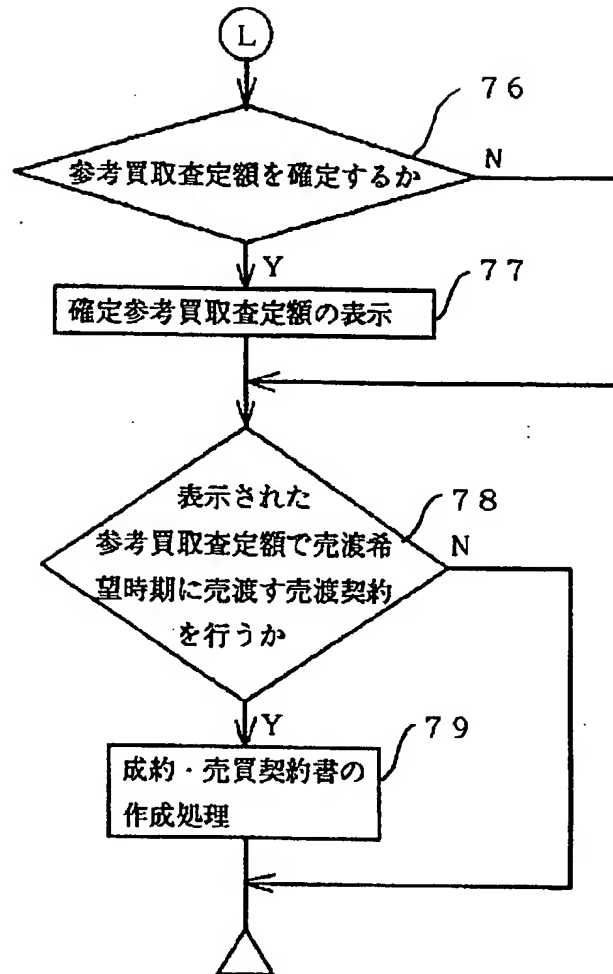 L
76
参考買取査定額を確定するか
N
Y
77
確定参考買取査定額の表示
78
表示された
参考買取査定額で売渡希
望時期に売渡す売渡契約
を行うか
N
Y
79
成約・売買契約書の
作成処理